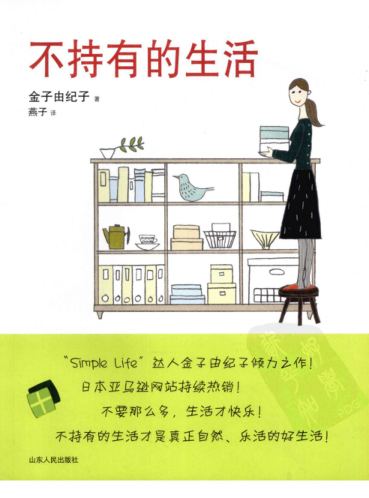 不持有的生活
金子由纪子 著
燕子 译
“Simple Life”达人金子由纪子倾力之作！
日本亚马逊网站持续热销！
不要那么多，生活才快乐！
不持有的生活才是真正自然、乐活的好生活！
山东人民出版社